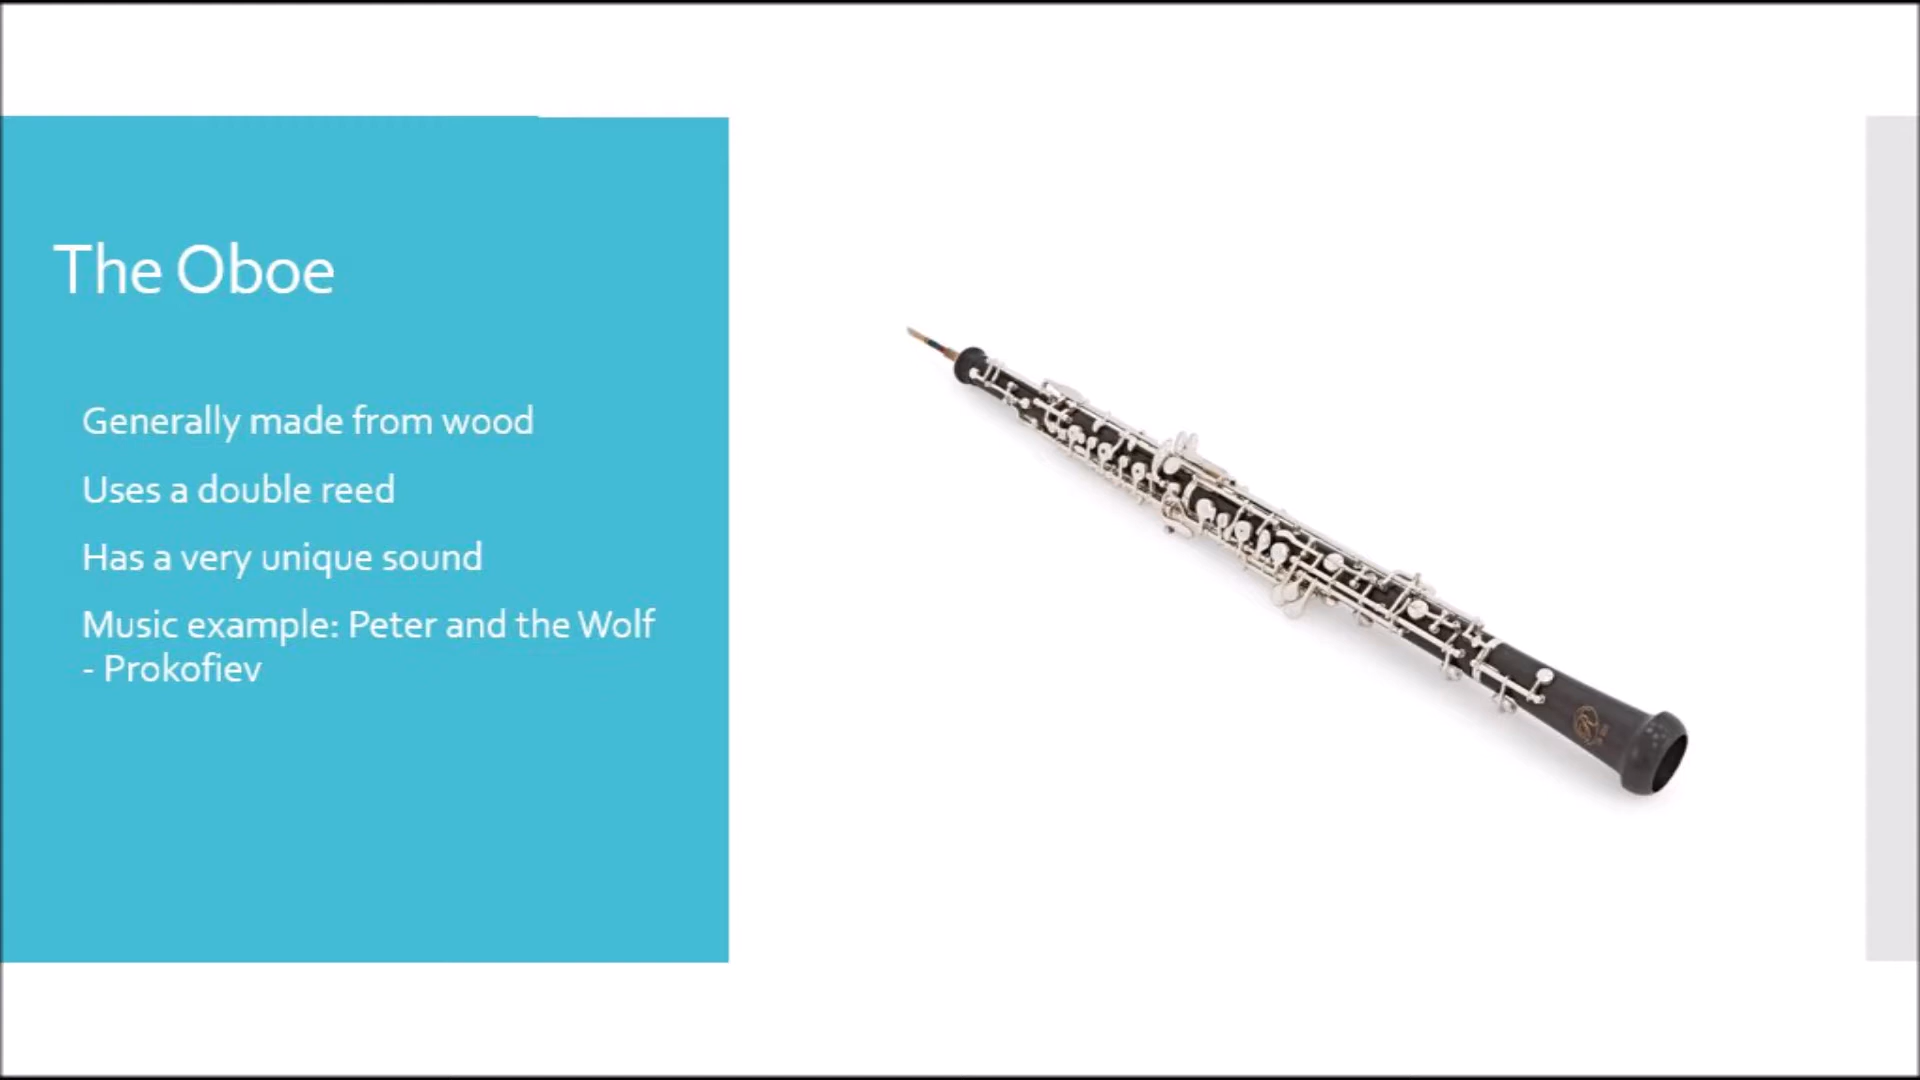 The Oboe
Generally made from wood
Uses a double reed
Has a very unique sound
Music example: Peter and the Wolf
- Prokofiev